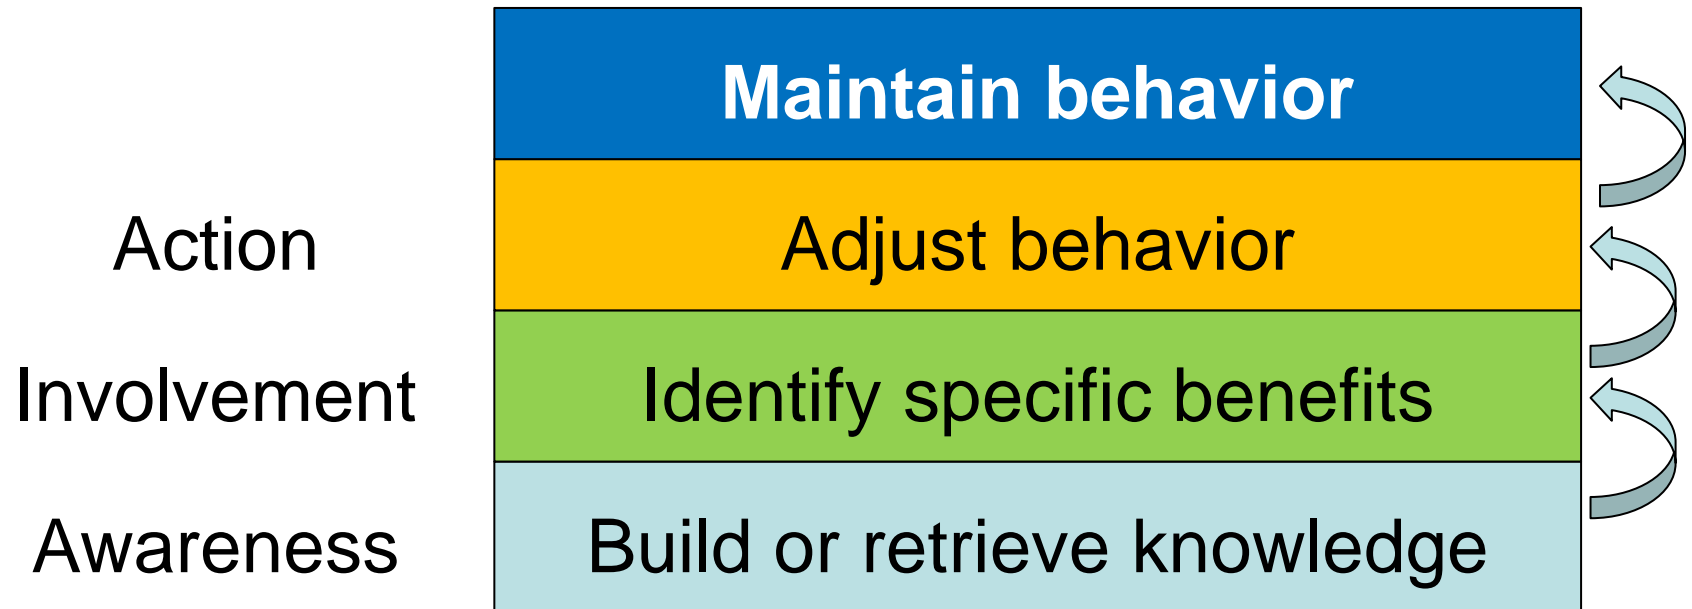 Maintain behavior
Action Adjust behavior
Involvement Identify specific benefits
Awareness Build or retrieve knowledge